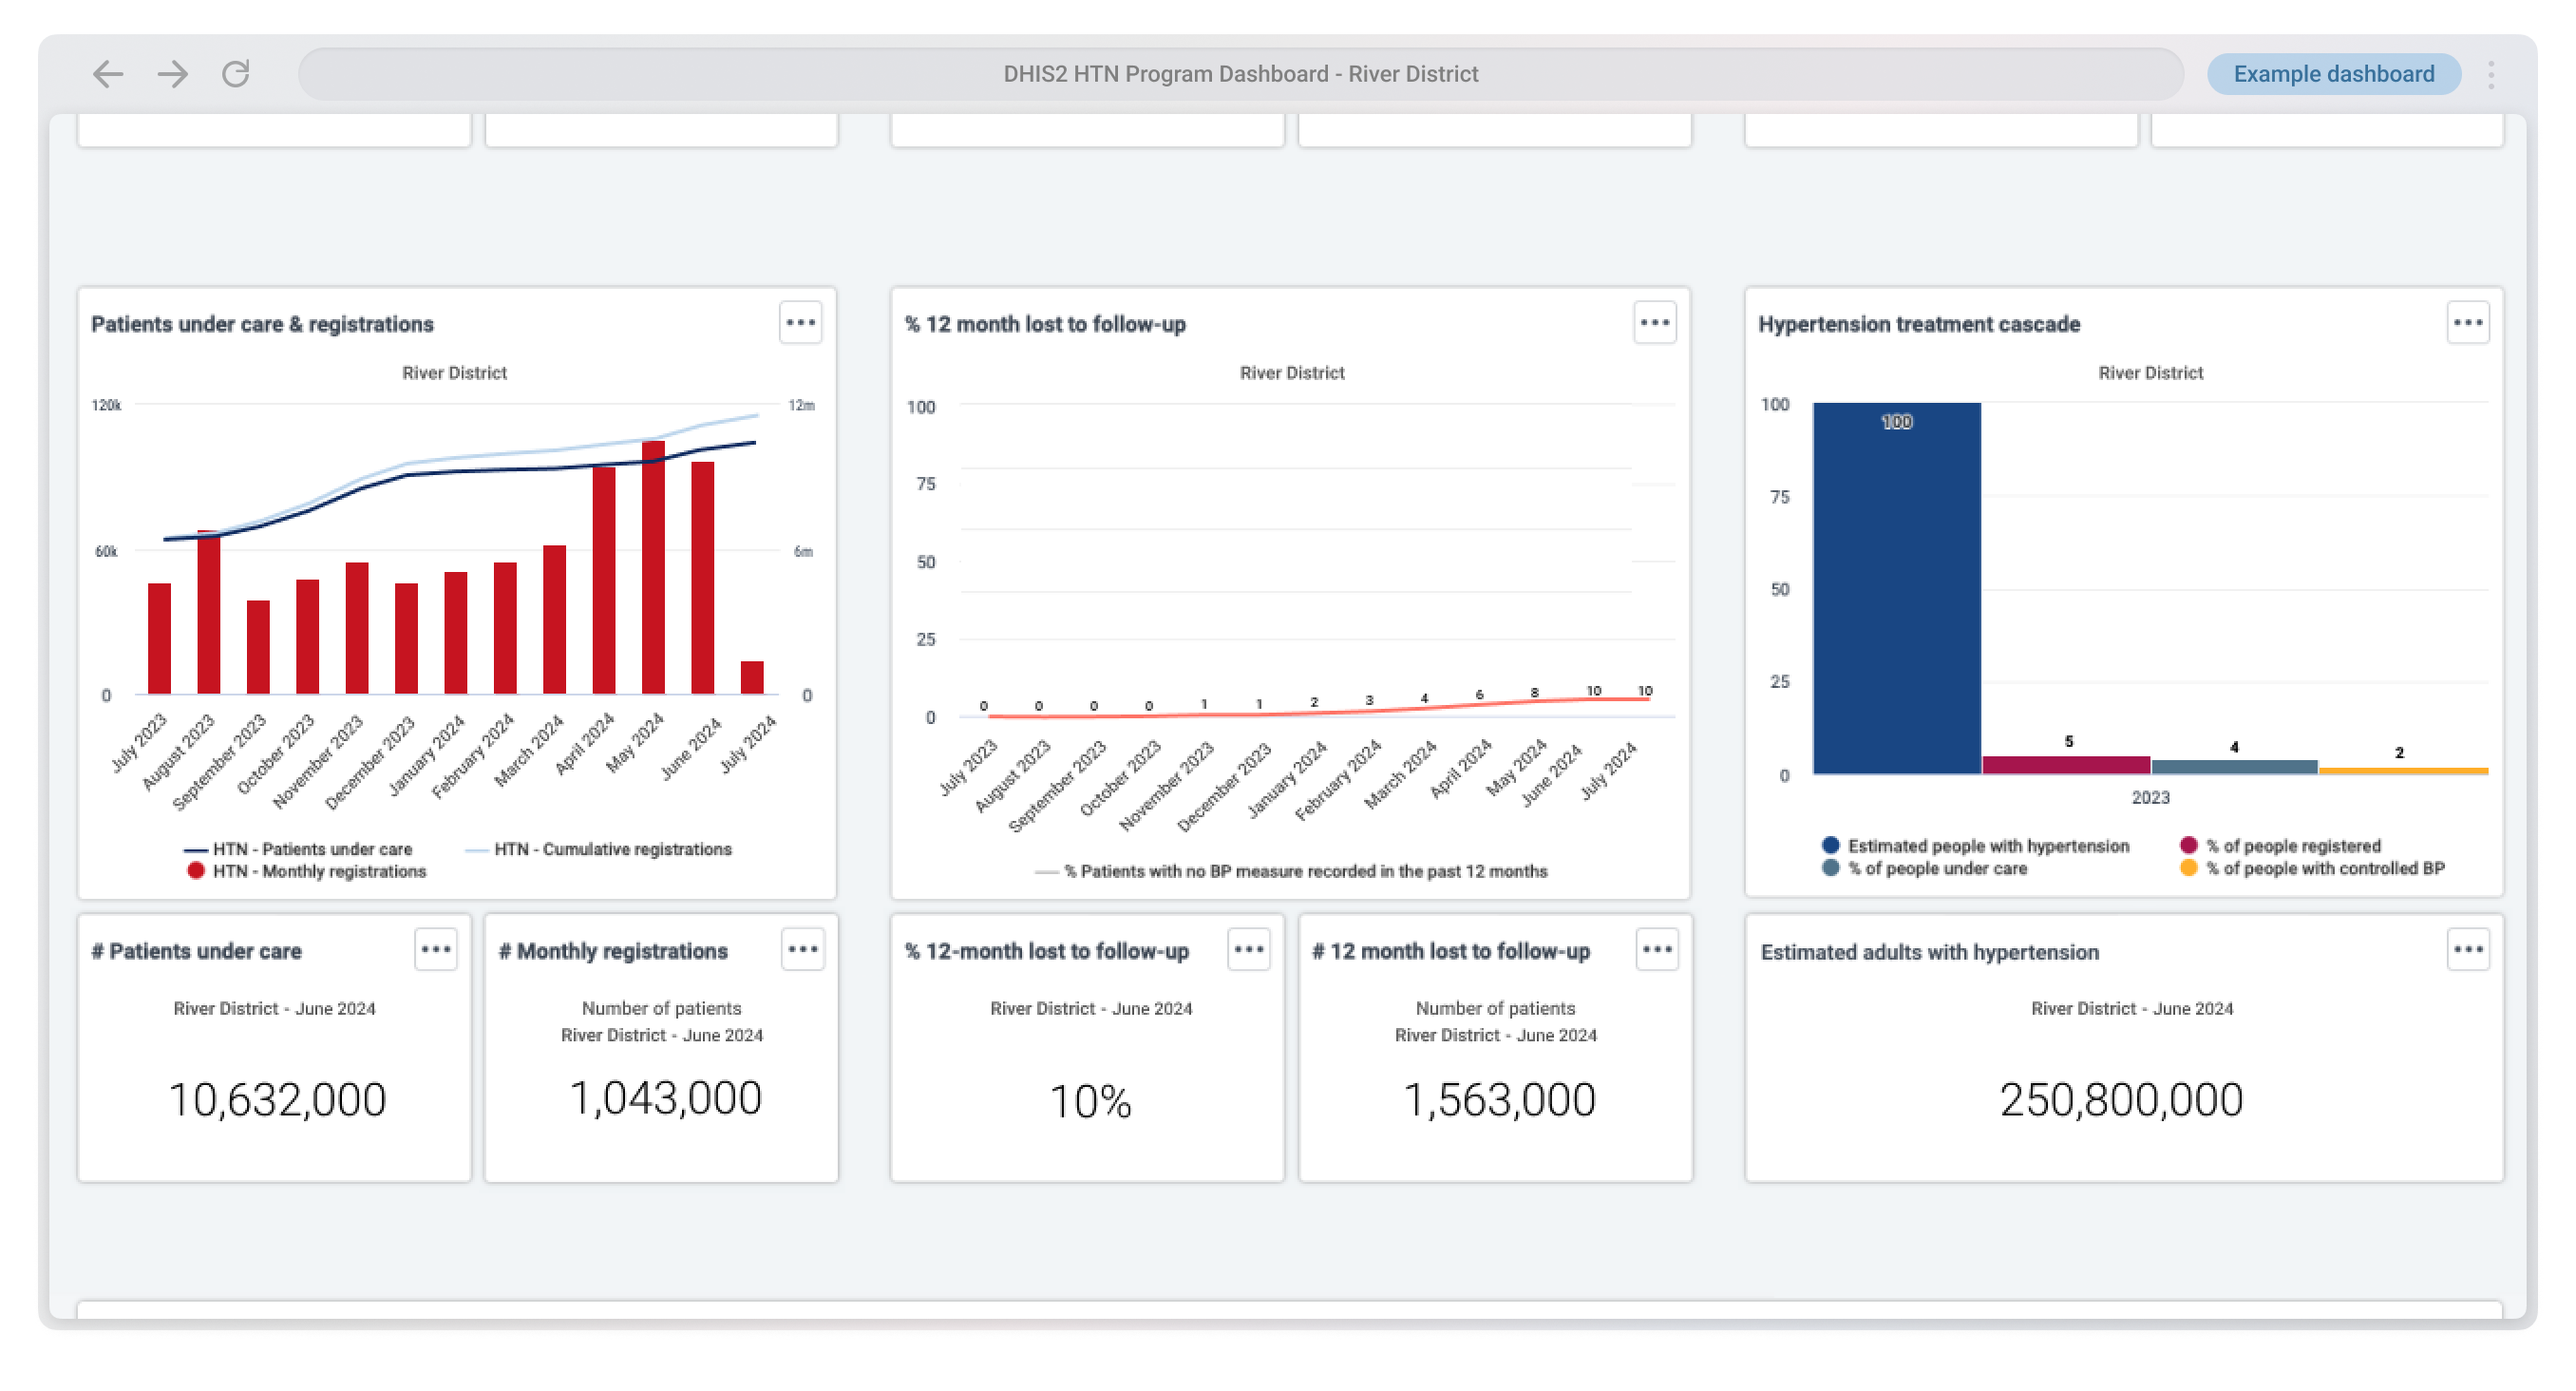 DHIS2 HTN Program Dashboard - River District
Example dashboard
Patients under care & registrations
River District
120k
12m
60k
6m
0
0
July 2023
August 2023
September 2023
October 2023
November 2023
December 2023
January 2024
February 2024
March 2024
April 2024
May 2024
June 2024
July 2024
HTN - Patients under care
HTN - Cumulative registrations
HTN - Monthly registrations
% 12 month lost to follow-up
River District
100
75
50
25
0
0
0
0
0
1
1
2
3
4
6
8
10
10
July 2023
August 2023
September 2023
October 2023
November 2023
December 2023
January 2024
February 2024
March 2024
April 2024
May 2024
June 2024
July 2024
% Patients with no BP measure recorded in the past 12 months
Hypertension treatment cascade
River District
100
75
50
25
0
100
5
4
2
2023
Estimated people with hypertension
% of people registered
% of people under care
% of people with controlled BP
# Patients under care
River District - June 2024
10,632,000
# Monthly registrations
Number of patients
River District - June 2024
1,043,000
% 12-month lost to follow-up
River District - June 2024
10%
# 12 month lost to follow-up
Number of patients
River District - June 2024
1,563,000
Estimated adults with hypertension
River District - June 2024
250,800,000